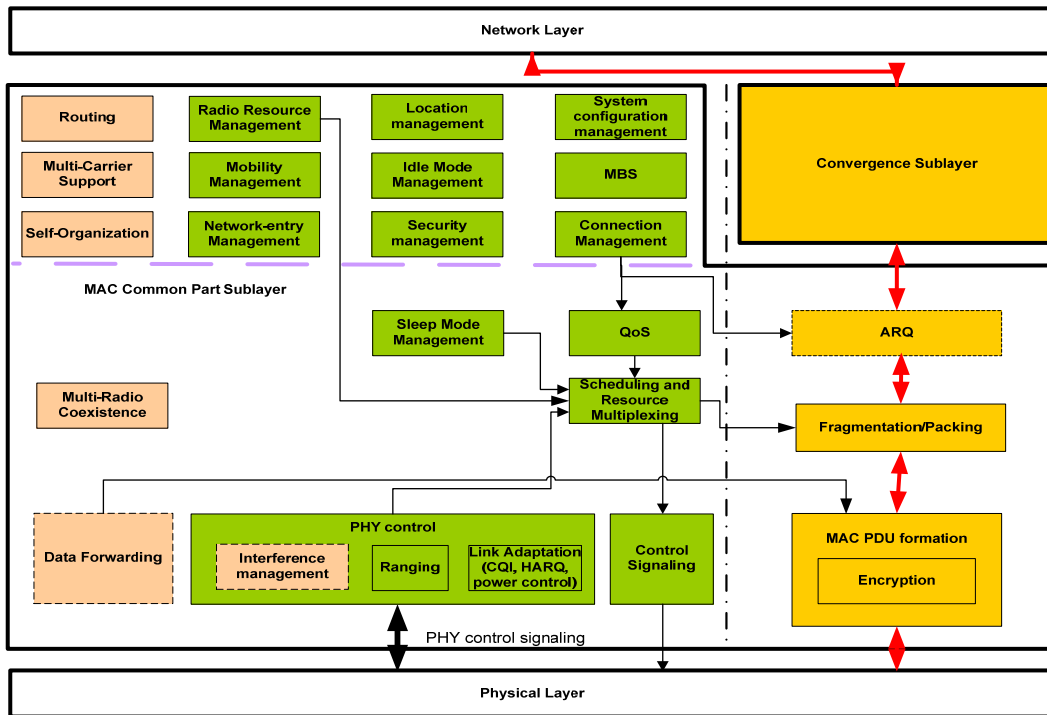 Network Layer
Routing
Radio Resource
Management
Location
management
System
configuration
management
Convergence Sublayer
Multi-Carrier
Support
Mobility
Management
Idle Mode
Management
MBS
Self-Organization
Network-entry
Management
Security
management
Connection
Management
MAC Common Part Sublayer
Sleep Mode
Management
QoS
ARQ
Multi-Radio
Coexistence
Scheduling and
Resource
Multiplexing
Fragmentation/Packing
Data Forwarding
PHY control
Interference
management
Ranging
Link Adaptation
(CQI, HARQ,
power control)
Control
Signaling
MAC PDU formation
Encryption
PHY control signaling
Physical Layer